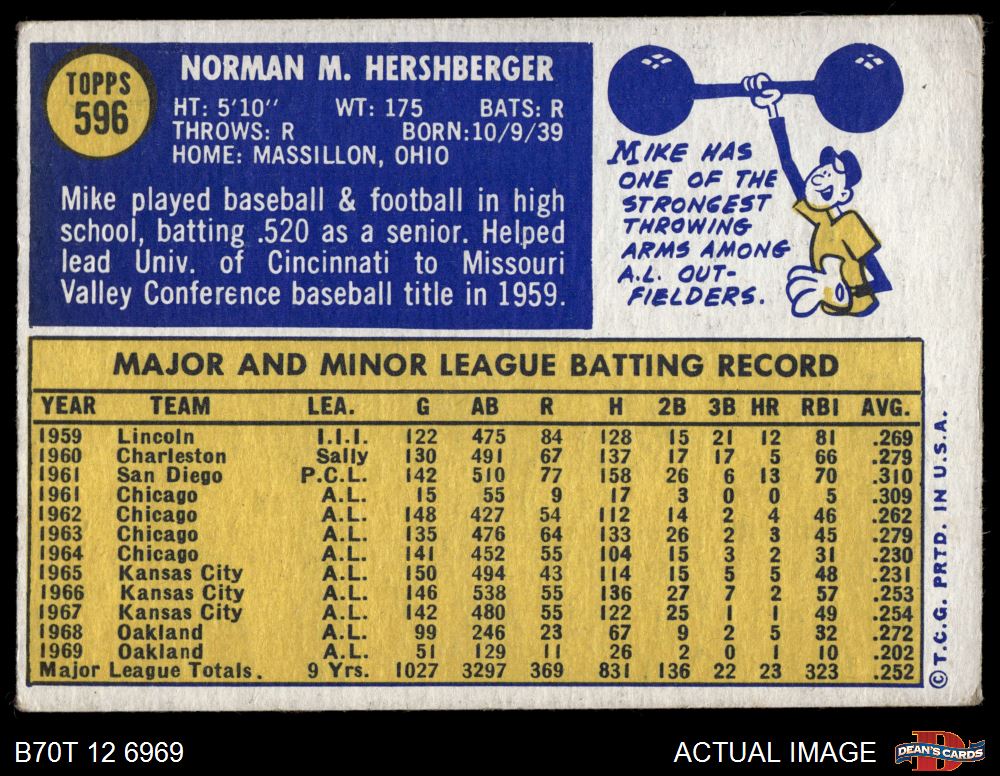 TOPPS
596
NORMAN M. HERSHBERGER
HT: 5'10" WT: 175 BATS: R
THROWS: R BORN:10/9/39
HOME: MASSILLON, OHIO
Mike played baseball & football in high
school, batting .520 as a senior. Helped
lead Univ. of Cincinnati to Missouri
Valley Conference baseball title in 1959.
MIKE HAS
ONE OF THE
STRONGEST
THROWING
ARMS AMONG
A.L. OUT-
FIELDERS.
MAJOR AND MINOR LEAGUE BATTING RECORD
YEAR TEAM LEA. G AB R H 2B 3B HR RBI AVG.
1959 Lincoln I.I.I. 122 475 84 128 15 21 12 81 .269
1960 Charleston Sally 130 491 67 137 17 17 5 66 .279
1961 San Diego P.C.L. 142 510 77 158 26 6 13 70 .310
1961 Chicago A.L. 15 55 9 17 3 0 0 5 .309
1962 Chicago A.L. 148 427 54 112 14 2 4 46 .262
1963 Chicago A.L. 135 476 64 133 26 2 3 45 .279
1964 Chicago A.L. 141 452 55 104 15 3 2 31 .230
1965 Kansas City A.L. 150 494 43 114 15 5 5 48 .231
1966 Kansas City A.L. 146 538 55 136 27 7 2 57 .253
1967 Kansas City A.L. 142 480 55 122 25 1 1 49 .254
1968 Oakland A.L. 99 246 23 67 9 2 5 32 .272
1969 Oakland A.L. 51 129 11 26 2 0 1 10 .202
Major League Totals. 9 Yrs. 1027 3297 369 831 136 22 23 323 .252
© T.C.G. PRTD. IN U.S.A.
B70T 12 6969
ACTUAL IMAGE
DEAN'S CARDS